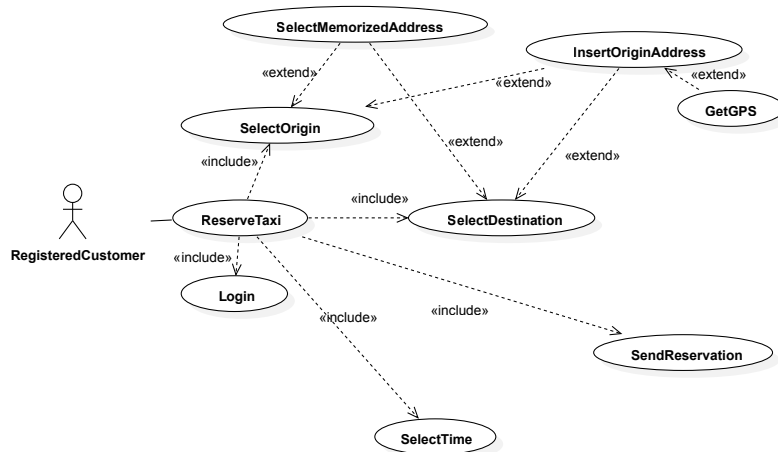 SelectMemorizedAddress
InsertOriginAddress
«extend»
«extend»
«extend»
GetGPS
SelectOrigin
«extend»
«extend»
«include»
«include»
ReserveTaxi
SelectDestination
RegisteredCustomer
«include»
Login
«include»
«include»
SendReservation
SelectTime